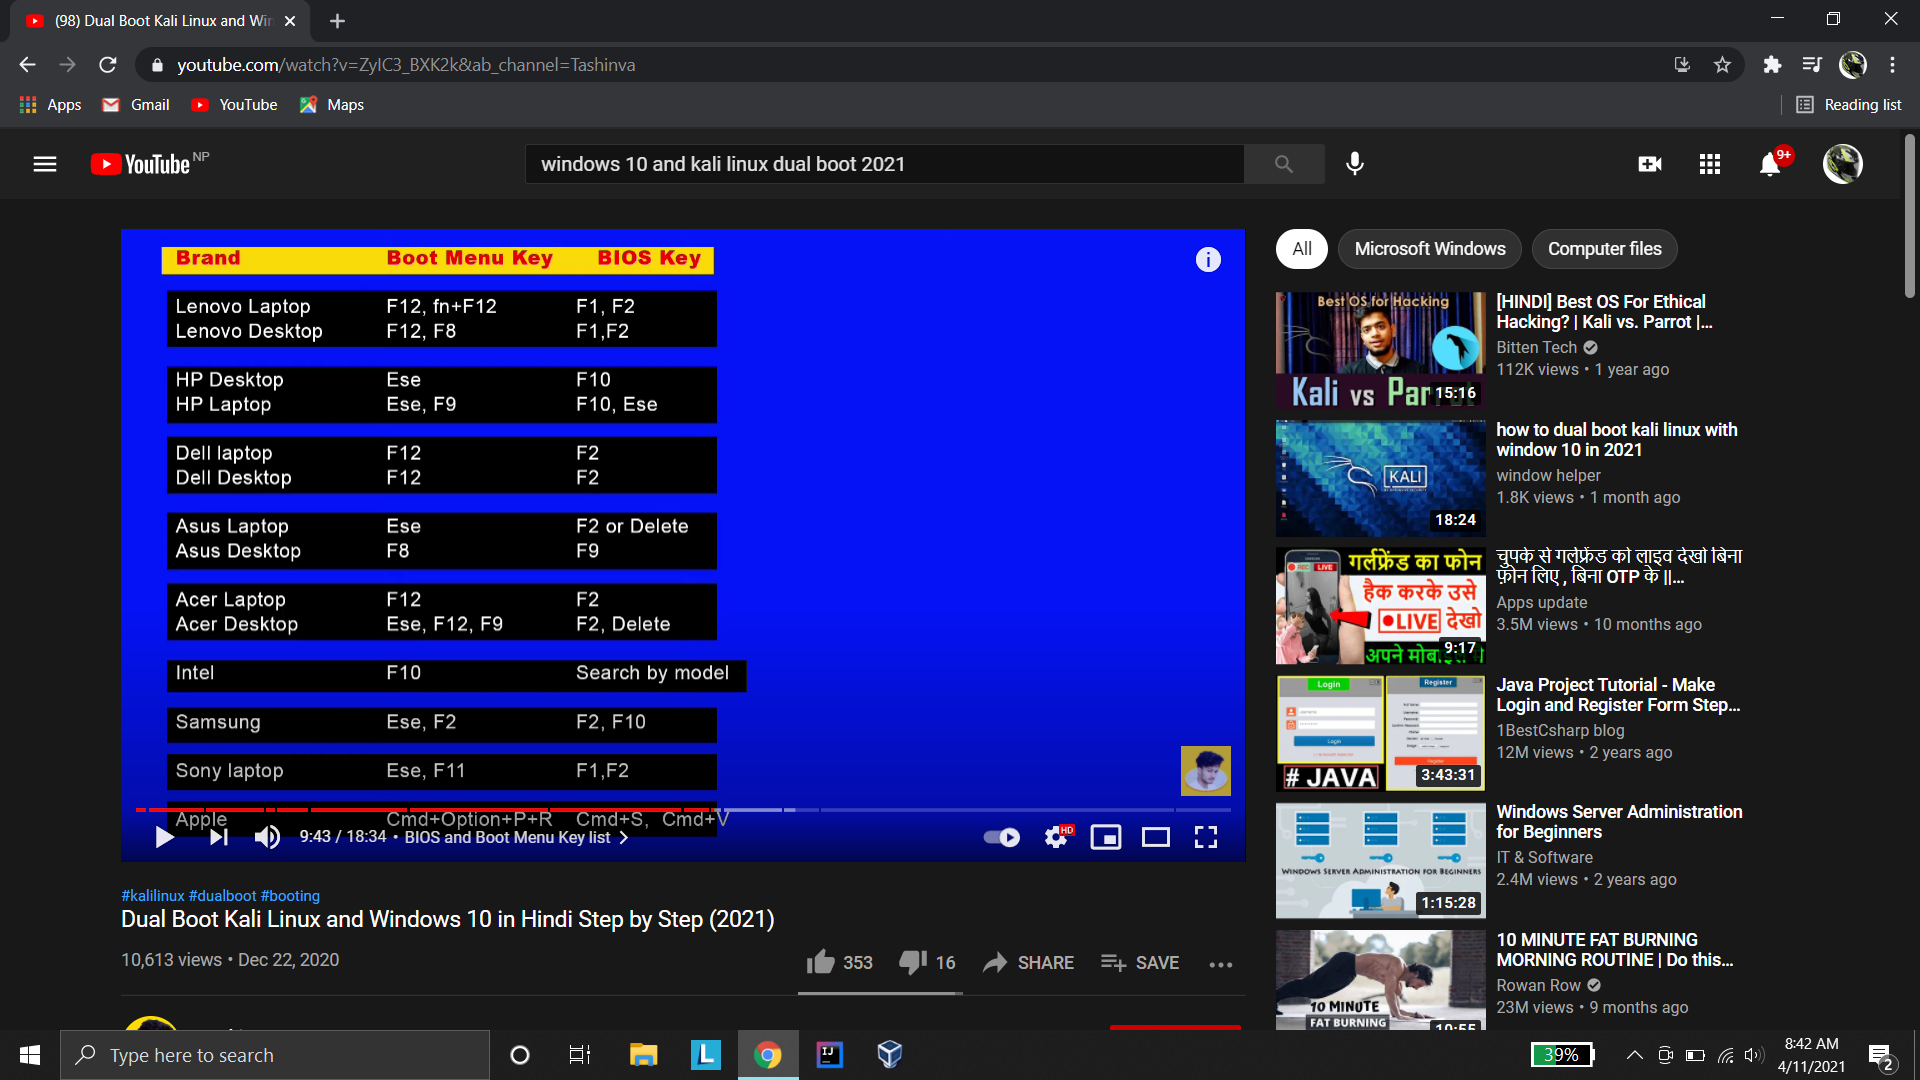 (98) Dual Boot Kali Linux and Win
youtube.com/watch?v=ZyIC3_BXK2k&ab_channel=Tashinva
Apps Gmail YouTube Maps Reading list
YouTube NP
windows 10 and kali linux dual boot 2021
9+
Brand Boot Menu Key BIOS Key
Lenovo Laptop F12, fn+F12 F1, F2
Lenovo Desktop F12, F8 F1,F2
HP Desktop Ese F10
HP Laptop Ese, F9 F10, Ese
Dell laptop F12 F2
Dell Desktop F12 F2
Asus Laptop Ese F2 or Delete
Asus Desktop F8 F9
Acer Laptop F12 F2
Acer Desktop Ese, F12, F9 F2, Delete
Intel F10 Search by model
Samsung Ese, F2 F2, F10
Sony laptop Ese, F11 F1,F2
Apple Cmd+Option+P+R Cmd+S, Cmd+V
9:43 / 18:34 • BIOS and Boot Menu Key list
HD
#kalilinux #dualboot #booting
Dual Boot Kali Linux and Windows 10 in Hindi Step by Step (2021)
10,613 views • Dec 22, 2020
353 16 SHARE SAVE
All Microsoft Windows Computer files
Best OS for Hacking
Kali vs Par
15:16
[HINDI] Best OS For Ethical
Hacking? | Kali vs. Parrot |...
Bitten Tech
112K views • 1 year ago
KALI
18:24
how to dual boot kali linux with
window 10 in 2021
window helper
1.8K views • 1 month ago
REC LIVE
गर्लफ्रेंड का फोन
हैक करके उसे
LIVE देखो
अपने मोबा
9:17
चुपके से गर्लफ्रेंड को लाइव देखो बिना
फ़ोन लिए , बिना OTP के ||...
Apps update
3.5M views • 10 months ago
Login Register
Login
Register
# JAVA
3:43:31
Java Project Tutorial - Make
Login and Register Form Step...
1BestCsharp blog
12M views • 2 years ago
WINDOWS SERVER ADMINISTRATION FOR BEGINNERS
1:15:28
Windows Server Administration
for Beginners
IT & Software
2.4M views • 2 years ago
10 MINUTE
FAT BURNING
10:55
10 MINUTE FAT BURNING
MORNING ROUTINE | Do this...
Rowan Row
23M views • 9 months ago
Type here to search
L
IJ
39%
8:42 AM
4/11/2021
2